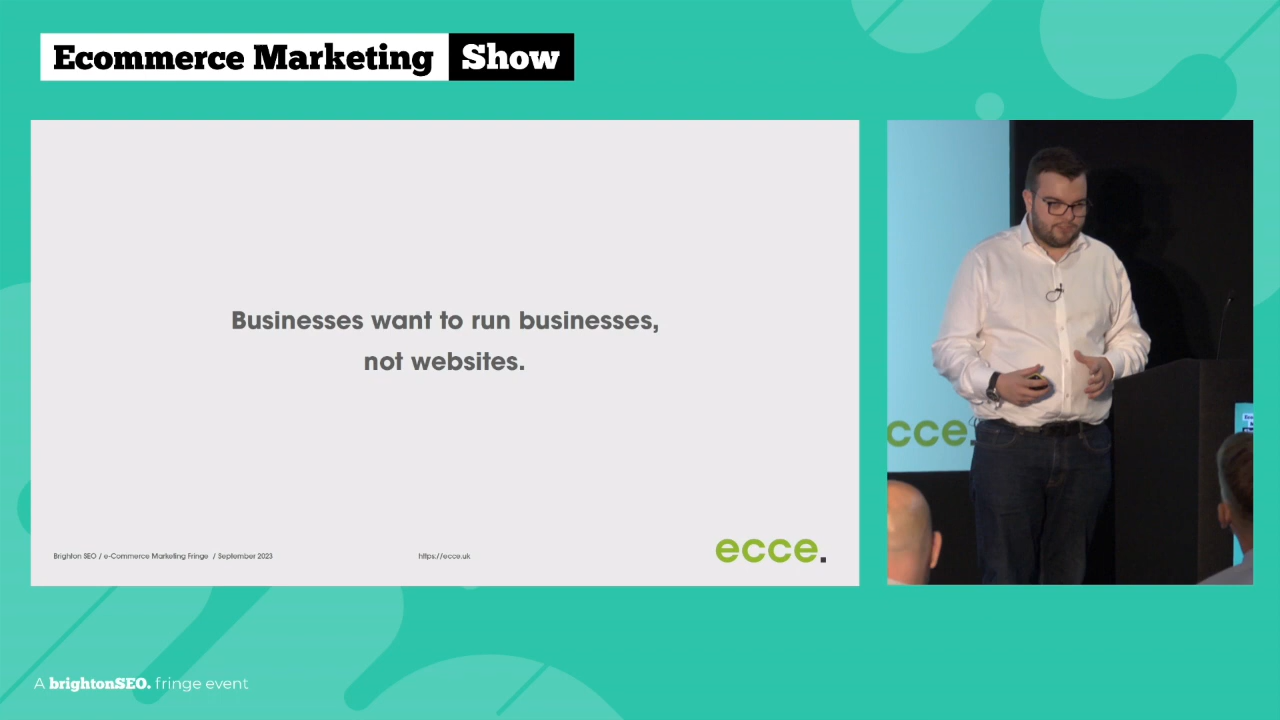 Ecommerce Marketing Show
Businesses want to run businesses,
not websites.
Brighton SEO / e-Commerce Marketing Fringe / September 2023
https://ecce.uk
ecce.
cce.
A brightonSEO. fringe event